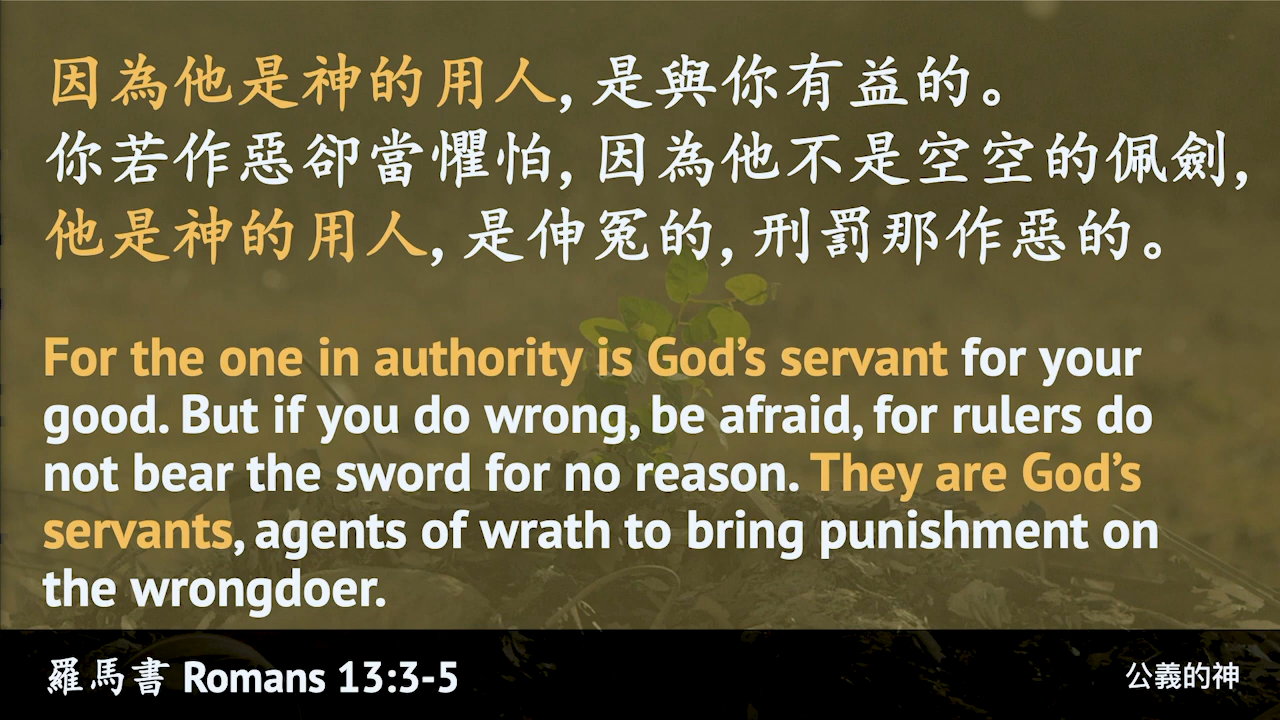 因為他是神的用人, 是與你有益的。
你若作惡卻當懼怕, 因為他不是空空的佩劍,
他是神的用人, 是伸冤的, 刑罰那作惡的。
For the one in authority is God’s servant for your
good. But if you do wrong, be afraid, for rulers do
not bear the sword for no reason. They are God’s
servants, agents of wrath to bring punishment on
the wrongdoer.
羅馬書 Romans 13:3-5
公義的神